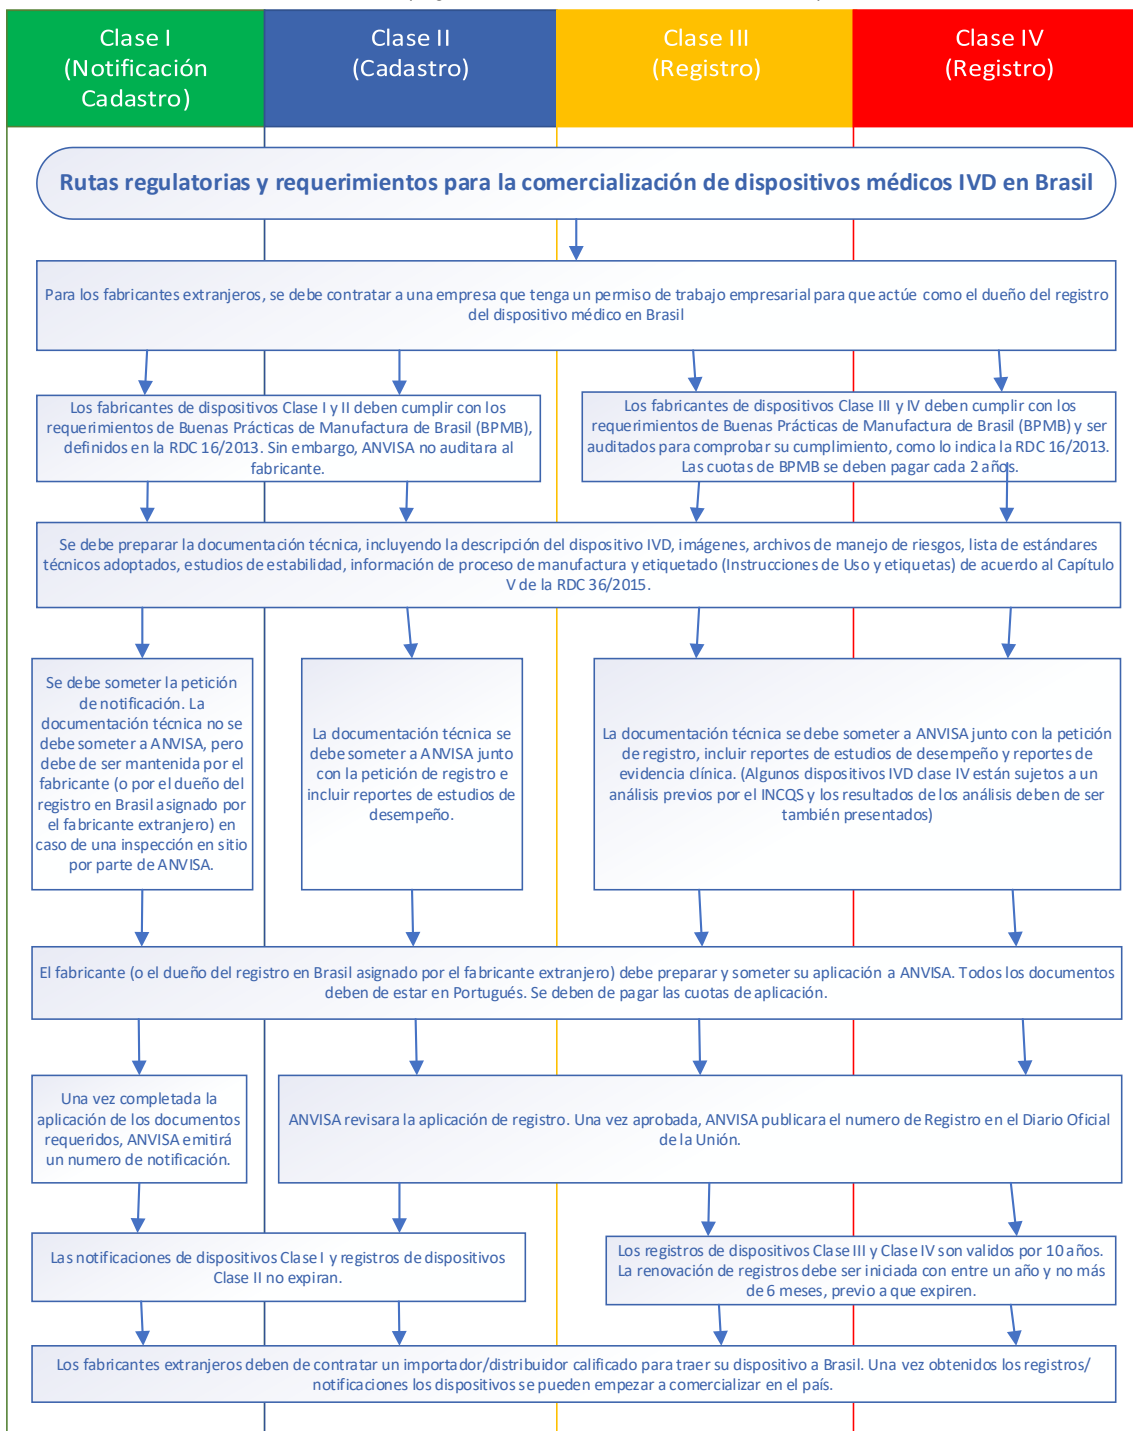 Clase I
(Notificación
Cadastro)
Clase II
(Cadastro)
Clase III
(Registro)
Clase IV
(Registro)
Rutas regulatorias y requerimientos para la comercialización de dispositivos médicos IVD en Brasil
Para los fabricantes extranjeros, se debe contratar a una empresa que tenga un permiso de trabajo empresarial para que actúe como el dueño del registro
del dispositivo médico en Brasil
Los fabricantes de dispositivos Clase I y II deben cumplir con los
requerimientos de Buenas Prácticas de Manufactura de Brasil (BPMB),
definidos en la RDC 16/2013. Sin embargo, ANVISA no auditara al
fabricante.
Los fabricantes de dispositivos Clase III y IV deben cumplir con los
requerimientos de Buenas Prácticas de Manufactura de Brasil (BPMB) y ser
auditados para comprobar su cumplimiento, como lo indica la RDC 16/2013.
Las cuotas de BPMB se deben pagar cada 2 años.
Se debe preparar la documentación técnica, incluyendo la descripción del dispositivo IVD, imágenes, archivos de manejo de riesgos, lista de estándares
técnicos adoptados, estudios de estabilidad, información de proceso de manufactura y etiquetado (Instrucciones de Uso y etiquetas) de acuerdo al Capítulo
V de la RDC 36/2015.
Se debe someter la petición
de notificación. La
documentación técnica no se
debe someter a ANVISA, pero
debe de ser mantenida por el
fabricante (o por el dueño del
registro en Brasil asignado por
el fabricante extranjero) en
caso de una inspección en sitio
por parte de ANVISA.
La documentación técnica se
debe someter a ANVISA junto
con la petición de registro e
incluir reportes de estudios de
desempeño.
La documentación técnica se debe someter a ANVISA junto con la petición
de registro, incluir reportes de estudios de desempeño y reportes de
evidencia clínica. (Algunos dispositivos IVD clase IV están sujetos a un
análisis previos por el INCQS y los resultados de los análisis deben de ser
también presentados)
El fabricante (o el dueño del registro en Brasil asignado por el fabricante extranjero) debe preparar y someter su aplicación a ANVISA. Todos los documentos
deben de estar en Portugués. Se deben de pagar las cuotas de aplicación.
Una vez completada la
aplicación de los documentos
requeridos, ANVISA emitirá
un numero de notificación.
ANVISA revisara la aplicación de registro. Una vez aprobada, ANVISA publicara el numero de Registro en el Diario Oficial
de la Unión.
Las notificaciones de dispositivos Clase I y registros de dispositivos
Clase II no expiran.
Los registros de dispositivos Clase III y Clase IV son validos por 10 años.
La renovación de registros debe ser iniciada con entre un año y no más
de 6 meses, previo a que expiren.
Los fabricantes extranjeros deben de contratar un importador/distribuidor calificado para traer su dispositivo a Brasil. Una vez obtenidos los registros/
notificaciones los dispositivos se pueden empezar a comercializar en el país.